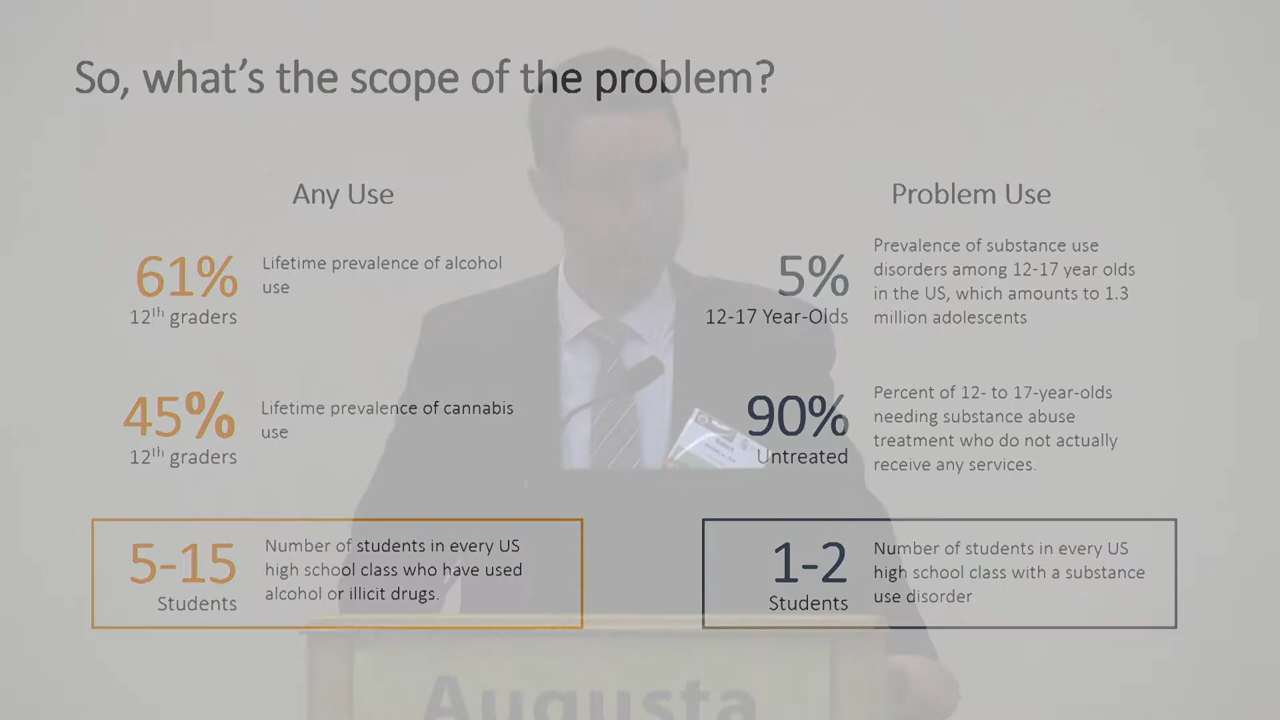 So, what's the scope of the problem?
Any Use
61%
12th graders
Lifetime prevalence of alcohol
use
45%
12th graders
Lifetime prevalence of cannabis
use
5-15
Students
Number of students in every US
high school class who have used
alcohol or illicit drugs.
Problem Use
5%
12-17 Year-Olds
Prevalence of substance use
disorders among 12-17 year olds
in the US, which amounts to 1.3
million adolescents
90%
Untreated
Percent of 12- to 17-year-olds
needing substance abuse
treatment who do not actually
receive any services.
1-2
Students
Number of students in every US
high school class with a substance
use disorder
Augusta